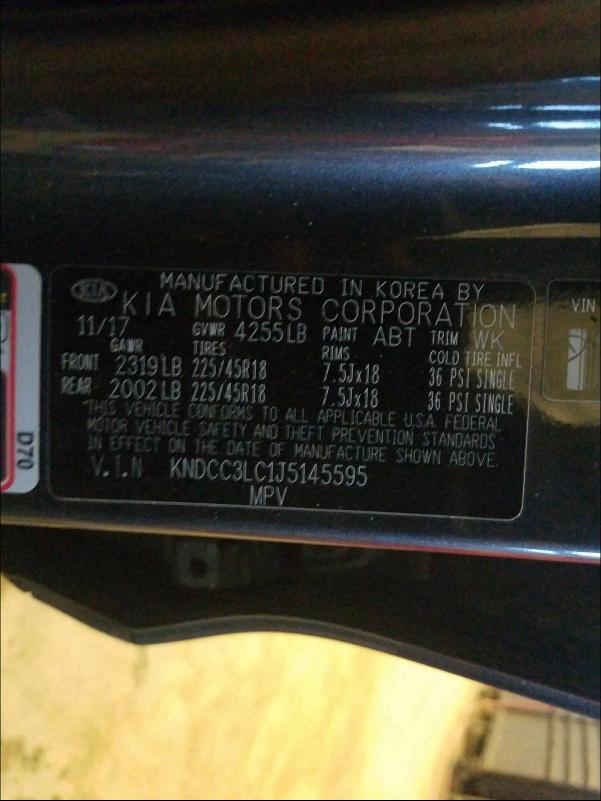 MANUFACTURED IN KOREA BY
KIA KIA MOTORS CORPORATION
11/17 GVWR 4255LB PAINT ABT TRIM WK
GAWR TIRES RIMS COLD TIRE INFL
FRONT 2319LB 225/45R18 7.5Jx18 36 PSI SINGLE
REAR 2002LB 225/45R18 7.5Jx18 36 PSI SINGLE
THIS VEHICLE CONFORMS TO ALL APPLICABLE U.S.A. FEDERAL
MOTOR VEHICLE SAFETY AND THEFT PREVENTION STANDARDS
IN EFFECT ON THE DATE OF MANUFACTURE SHOWN ABOVE.
V.I.N KNDCC3LC1J5145595
MPV
D70
VIN